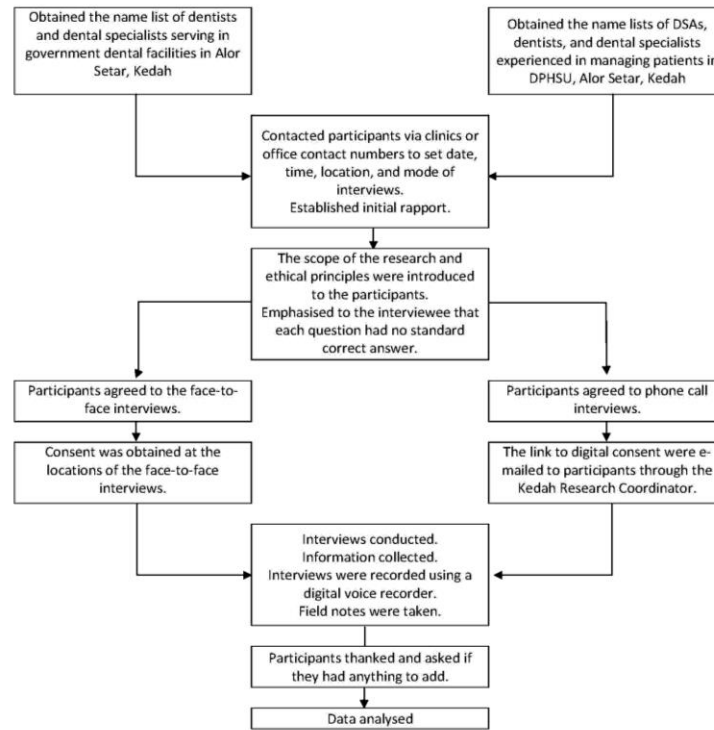 Obtained the name list of dentists
and dental specialists serving in
government dental facilities in Alor
Setar, Kedah
Obtained the name lists of DSAs,
dentists, and dental specialists
experienced in managing patients in
DPHSU, Alor Setar, Kedah
Contacted participants via clinics or
office contact numbers to set date,
time, location, and mode of
interviews.
Established initial rapport.
The scope of the research and
ethical principles were introduced
to the participants.
Emphasised to the interviewee that
each question had no standard
correct answer.
Participants agreed to the face-to-
face interviews.
Participants agreed to phone call
interviews.
Consent was obtained at the
locations of the face-to-face
interviews.
The link to digital consent were e-
mailed to participants through the
Kedah Research Coordinator.
Interviews conducted.
Information collected.
Interviews were recorded using a
digital voice recorder.
Field notes were taken.
Participants thanked and asked if
they had anything to add.
Data analysed